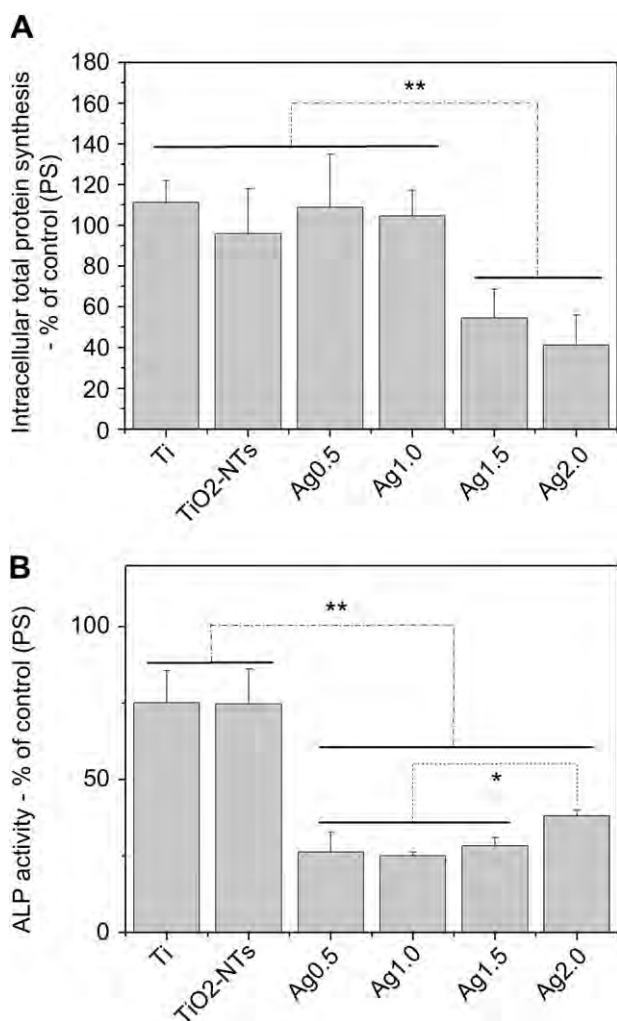 A
Intracellular total protein synthesis
- % of control (PS)
180
160
140
120
100
80
60
40
20
0
**
Ti
TiO2-NTs
Ag0.5
Ag1.0
Ag1.5
Ag2.0
B
ALP activity - % of control (PS)
100
50
0
**
*
Ti
TiO2-NTs
Ag0.5
Ag1.0
Ag1.5
Ag2.0